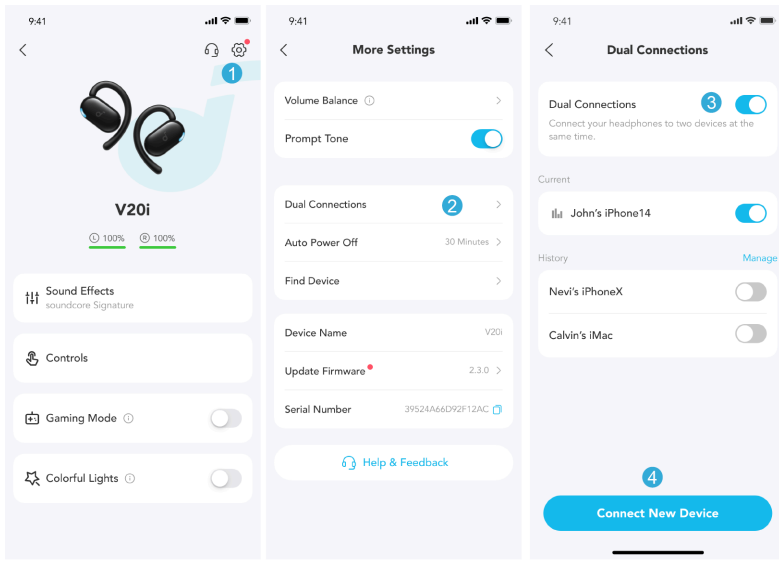 9:41
1
V20i
L 100% R 100%
Sound Effects
soundcore Signature
Controls
Gaming Mode
Colorful Lights
9:41
More Settings
Volume Balance
Prompt Tone
Dual Connections 2
Auto Power Off 30 Minutes
Find Device
Device Name V20i
Update Firmware 2.3.0
Serial Number 39524A66D92F12AC
Help & Feedback
9:41
Dual Connections
Dual Connections 3
Connect your headphones to two devices at the
same time.
Current
John's iPhone14
History Manage
Nevi's iPhoneX
Calvin's iMac
4
Connect New Device